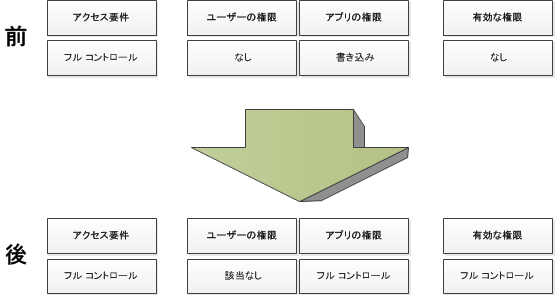 前
アクセス要件 ユーザーの権限 アプリの権限 有効な権限
フル コントロール なし 書き込み なし
後
アクセス要件 ユーザーの権限 アプリの権限 有効な権限
フル コントロール 該当なし フル コントロール フル コントロール